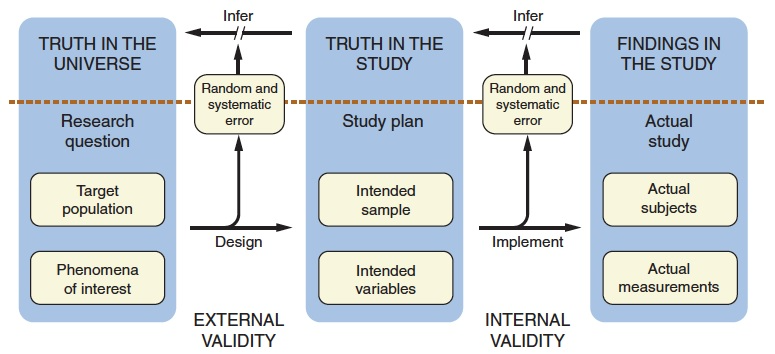 Infer
Infer
TRUTH IN THE
UNIVERSE
TRUTH IN THE
STUDY
FINDINGS IN
THE STUDY
Random and
systematic
error
Random and
systematic
error
Research
question
Study plan
Actual
study
Target
population
Intended
sample
Actual
subjects
Design
Implement
Phenomena
of interest
Intended
variables
Actual
measurements
EXTERNAL
VALIDITY
INTERNAL
VALIDITY